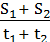 S₁ + S₂
t₁ + t₂